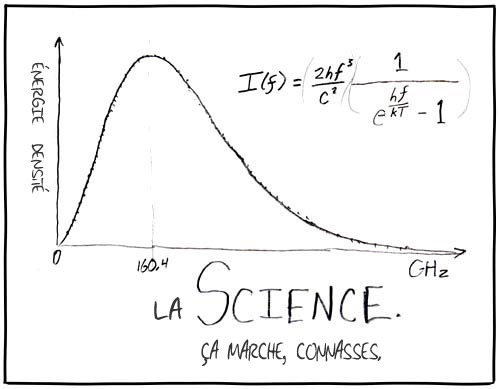 ÉNERGIE DENSITÉ
I(f) = (2hf³/c²)(1/(e^(hf/kT) - 1))
0
160.4
GHz
LA SCIENCE.
ÇA MARCHE, CONNASSES.